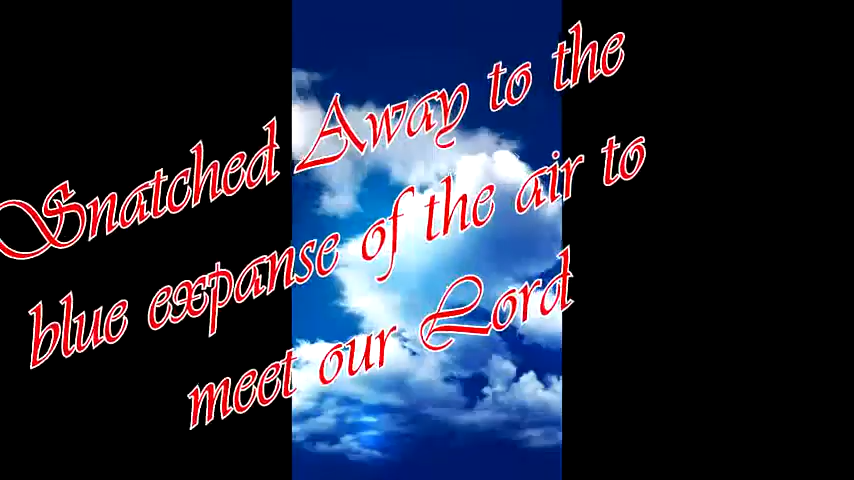 Snatched Away to the
blue expanse of the air to
meet our Lord